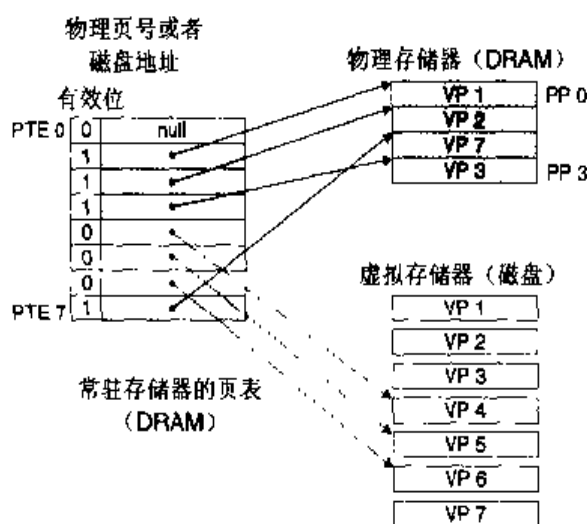 物理页号或者
磁盘地址
有效位
PTE 0 0 null
1
1
1
0
0
0
PTE 7 1
常驻存储器的页表
(DRAM)
物理存储器(DRAM)
VP 1 PP 0
VP 2
VP 7
VP 3 PP 3
虚拟存储器(磁盘)
VP 1
VP 2
VP 3
VP 4
VP 5
VP 6
VP 7